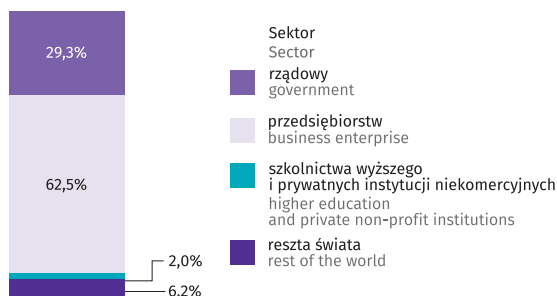 29,3%
62,5%
2,0%
6,2%
Sektor
Sector
rządowy
government
przedsiębiorstw
business enterprise
szkolnictwa wyższego
i prywatnych instytucji niekomercyjnych
higher education
and private non-profit institutions
reszta świata
rest of the world